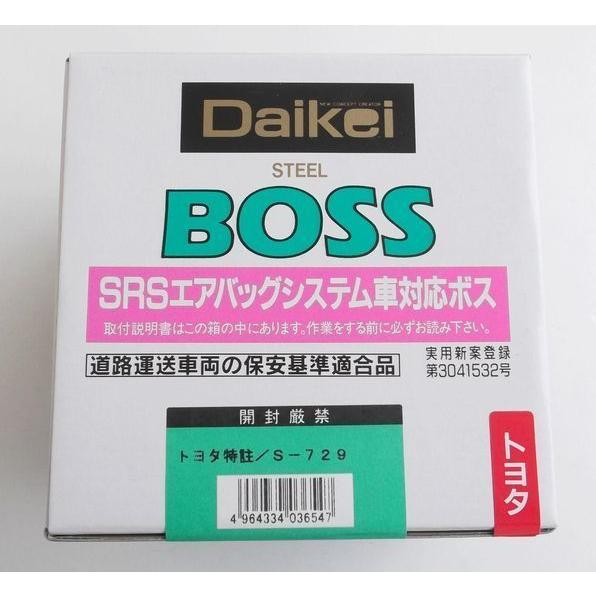 Daikei
NEW CONCEPT CREATOR
STEEL
BOSS
SRSエアバッグシステム車対応ボス
取付説明書はこの箱の中にあります。作業をする前に必ずお読み下さい。
道路運送車両の保安基準適合品
実用新案登録
第3041532号
開封厳禁
トヨタ特註/S-729
4 964334 036547
トヨタ